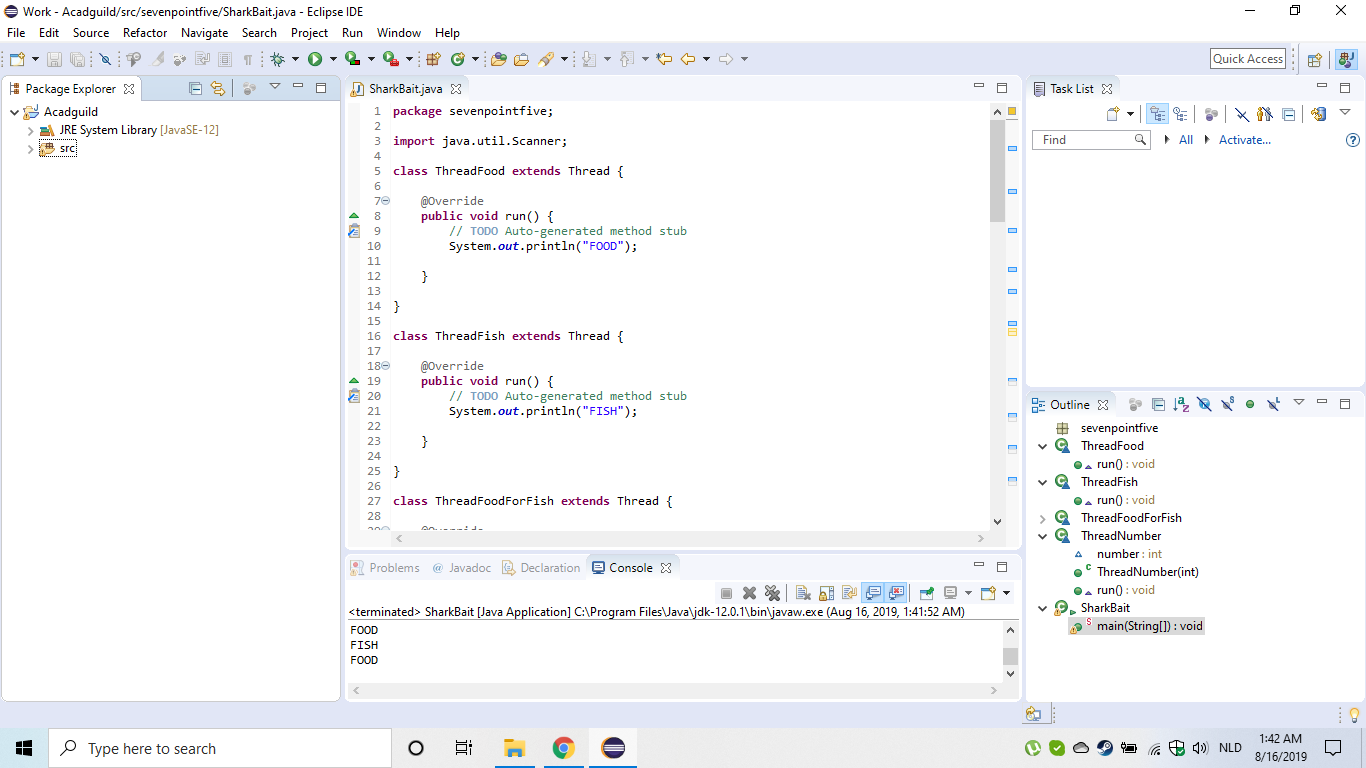 Work - Acadguild/src/sevenpointfive/SharkBait.java - Eclipse IDE
File Edit Source Refactor Navigate Search Project Run Window Help
Quick Access
Package Explorer
Acadguild
JRE System Library [JavaSE-12]
src
SharkBait.java
1 package sevenpointfive;
2
3 import java.util.Scanner;
4
5 class ThreadFood extends Thread {
6
7 @Override
8 public void run() {
9 // TODO Auto-generated method stub
10 System.out.println("FOOD");
11
12 }
13
14 }
15
16 class ThreadFish extends Thread {
17
18 @Override
19 public void run() {
20 // TODO Auto-generated method stub
21 System.out.println("FISH");
22
23 }
24
25 }
26
27 class ThreadFoodForFish extends Thread {
28
29 @Override
Problems @ Javadoc Declaration Console
<terminated> SharkBait [Java Application] C:\Program Files\Java\jdk-12.0.1\bin\javaw.exe (Aug 16, 2019, 1:41:52 AM)
FOOD
FISH
FOOD
Task List
Find All Activate...
Outline
sevenpointfive
ThreadFood
run() : void
ThreadFish
run() : void
ThreadFoodForFish
ThreadNumber
number : int
ThreadNumber(int)
run() : void
SharkBait
main(String[]) : void
Type here to search
NLD
1:42 AM
8/16/2019